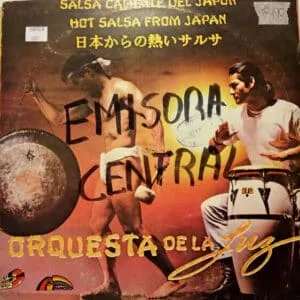 SALSA CALIENTE DEL JAPON
HOT SALSA FROM JAPAN
日本からの熱いサルサ
EMISORA
CENTRAL
ORQUESTA DE LA Luz